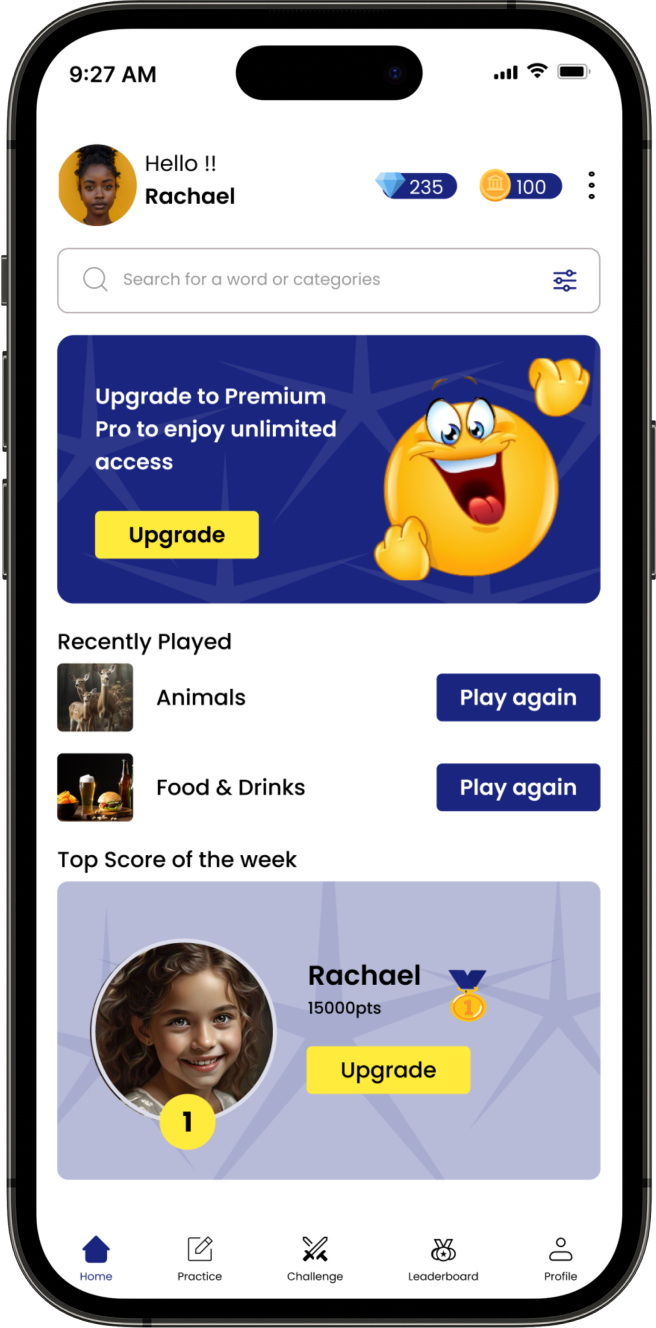 9:27 AM
Hello !!
Rachael
235
100
Search for a word or categories
Upgrade to Premium
Pro to enjoy unlimited
access
Upgrade
Recently Played
Animals
Play again
Food & Drinks
Play again
Top Score of the week
Rachael
15000pts
1
Upgrade
1
Home
Practice
Challenge
Leaderboard
Profile